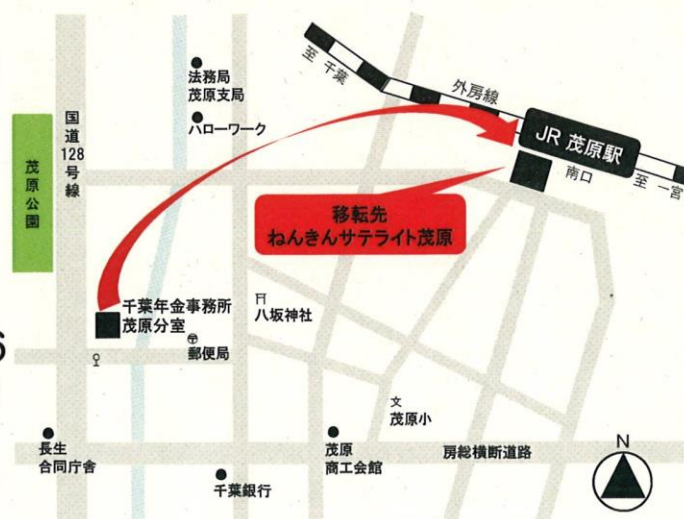 至 千葉
外房線
JR 茂原駅
南口
至 一宮
法務局
茂原支局
ハローワーク
国道128号線
茂原公園
移転先
ねんきんサテライト茂原
千葉年金事務所
茂原分室
〒
郵便局
八坂神社
文
茂原小
長生
合同庁舎
千葉銀行
茂原
商工会館
房総横断道路
N
6